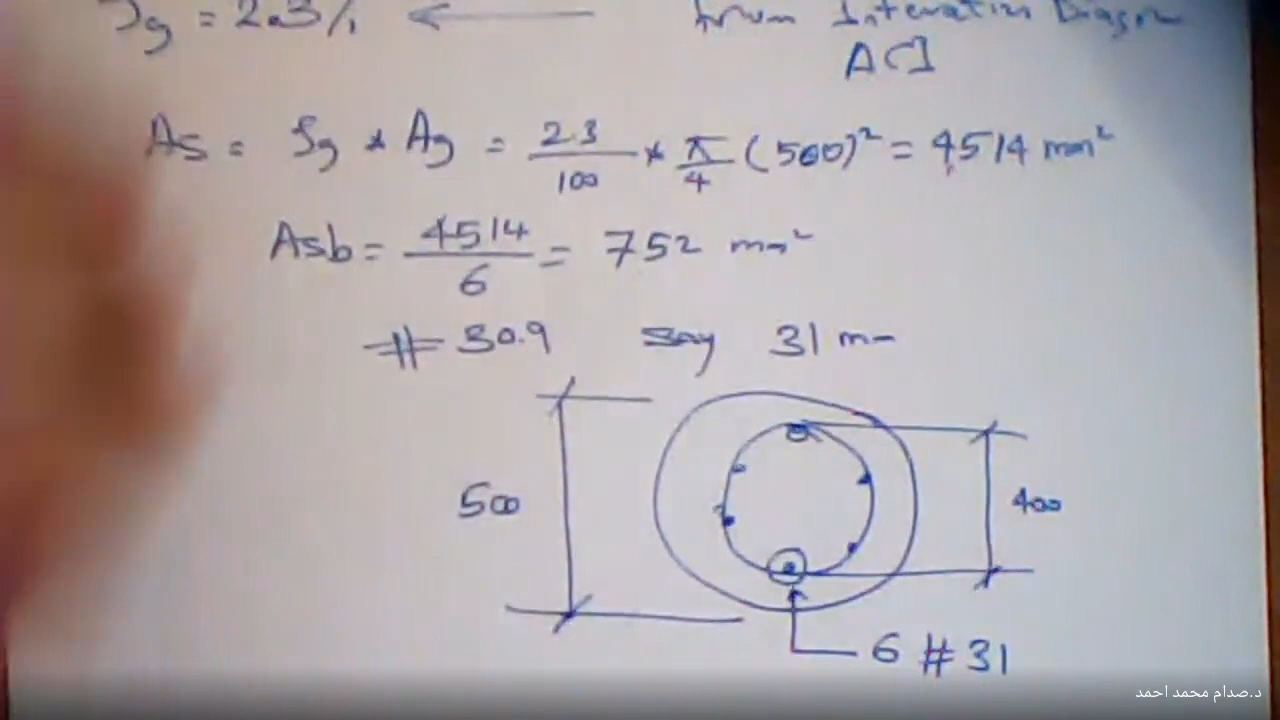 ρg = 2.3% ← from Interaction Diagram
ACI
As = ρg * Ag = 2.3/100 * π/4 (500)² = 4514 mm²
Asb = 4514/6 = 752 mm²
# 30.9 say 31 mm
500
400
6 # 31
د.صدام محمد احمد